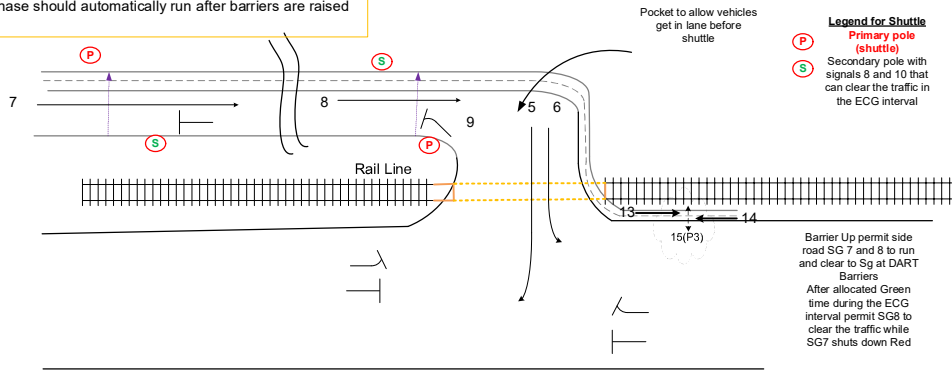 hase should automatically run after barriers are raised
Pocket to allow vehicles
get in lane before
shuttle
Legend for Shuttle
P
Primary pole
(shuttle)
S
Secondary pole with
signals 8 and 10 that
can clear the traffic in
the ECG interval
P
S
7
8
9
5
6
S
P
Rail Line
13
14
15(P3)
Barrier Up permit side
road SG 7 and 8 to run
and clear to Sg at DART
Barriers
After allocated Green
time during the ECG
interval permit SG8 to
clear the traffic while
SG7 shuts down Red